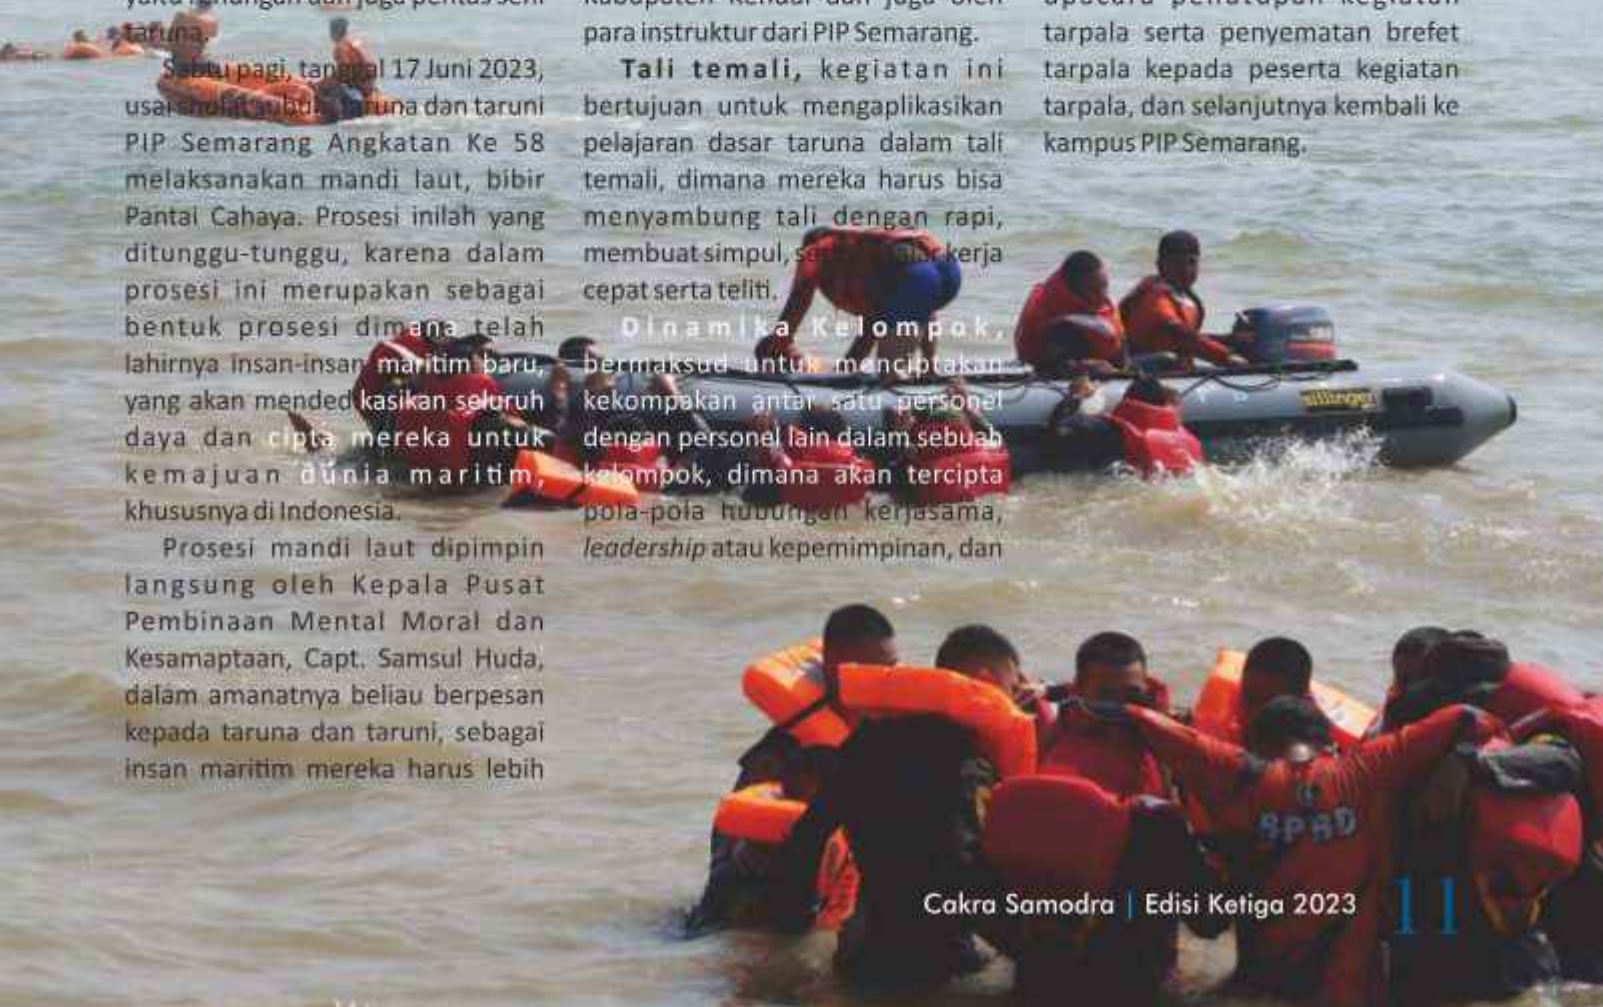 taruna.
Sabtu pagi, tanggal 17 Juni 2023,
usai sholat subuh, taruna dan taruni
PIP Semarang Angkatan Ke 58
melaksanakan mandi laut, bibir
Pantai Cahaya. Prosesi inilah yang
ditunggu-tunggu, karena dalam
prosesi ini merupakan sebagai
bentuk prosesi dimana telah
lahirnya insan-insan maritim baru,
yang akan mended kasikan seluruh
daya dan cipta mereka untuk
kemajuan dunia maritim,
khususnya di Indonesia.
Prosesi mandi laut dipimpin
langsung oleh Kepala Pusat
Pembinaan Mental Moral dan
Kesamaptaan, Capt. Samsul Huda,
dalam amanatnya beliau berpesan
kepada taruna dan taruni, sebagai
insan maritim mereka harus lebih
para instruktur dari PIP Semarang.
Tali temali, kegiatan ini
bertujuan untuk mengaplikasikan
pelajaran dasar taruna dalam tali
temali, dimana mereka harus bisa
menyambung tali dengan rapi,
membuat simpul, kerja
cepat serta teliti.
Dinamika Kelompok,
bermaksud untuk menciptakan
kekompakan antar satu personel
dengan personel lain dalam sebuah
kelompok, dimana akan tercipta
pola-pola hubungan kerjasama,
leadership atau kepemimpinan, dan
tarpala serta penyematan brefet
tarpala kepada peserta kegiatan
tarpala, dan selanjutnya kembali ke
kampus PIP Semarang.
sillinger
BPBD
Cakra Samodra | Edisi Ketiga 2023 11